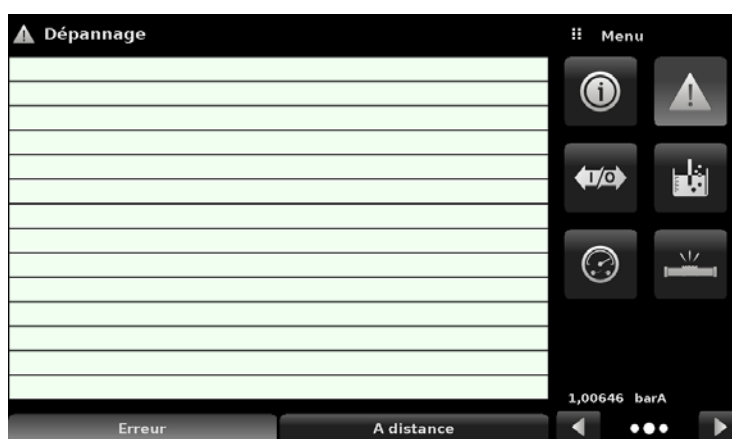 Dépannage
Menu
I/O
1,00646 barA
Erreur
A distance